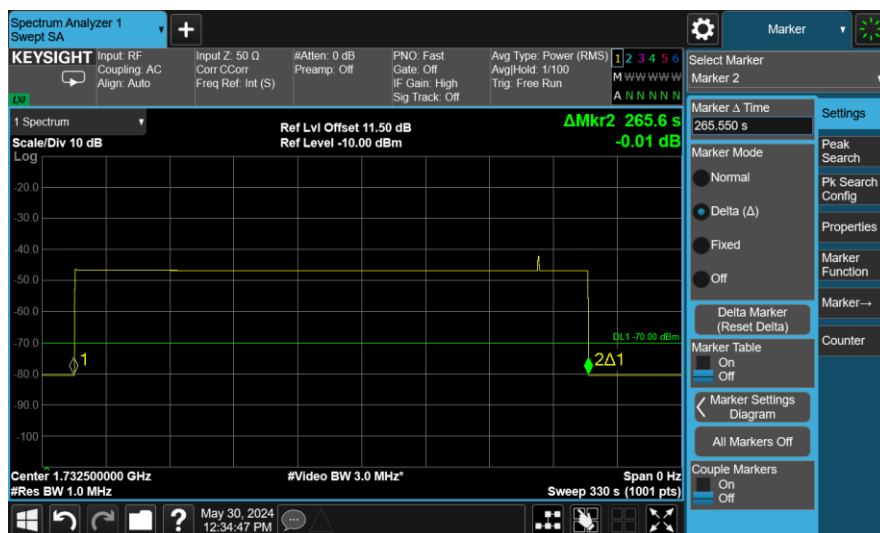 Spectrum Analyzer 1
Swept SA
Marker
KEYSIGHT
Input: RF
Coupling: AC
Align: Auto
Input Z: 50 Ω
Corr CCorr
Freq Ref: Int (S)
#Atten: 0 dB
Preamp: Off
PNO: Fast
Gate: Off
IF Gain: High
Sig Track: Off
Avg Type: Power (RMS)
Avg|Hold: 1/100
Trig: Free Run
1 2 3 4 5 6
M W W W W W
A N N N N N
LXI
Select Marker
Marker 2
1 Spectrum
Scale/Div 10 dB
Log
Ref Lvl Offset 11.50 dB
Ref Level -10.00 dBm
ΔMkr2 265.6 s
-0.01 dB
-20.0
-30.0
-40.0
-50.0
-60.0
-70.0
-80.0
-90.0
-100
DL1 -70.00 dBm
1
2Δ1
Center 1.732500000 GHz
#Res BW 1.0 MHz
#Video BW 3.0 MHz*
Span 0 Hz
Sweep 330 s (1001 pts)
Marker Δ Time
265.550 s
Marker Mode
Normal
Delta (Δ)
Fixed
Off
Delta Marker
(Reset Delta)
Marker Table
On
Off
Marker Settings
Diagram
All Markers Off
Couple Markers
On
Off
Settings
Peak
Search
Pk Search
Config
Properties
Marker
Function
Marker→
Counter
?
May 30, 2024
12:34:47 PM